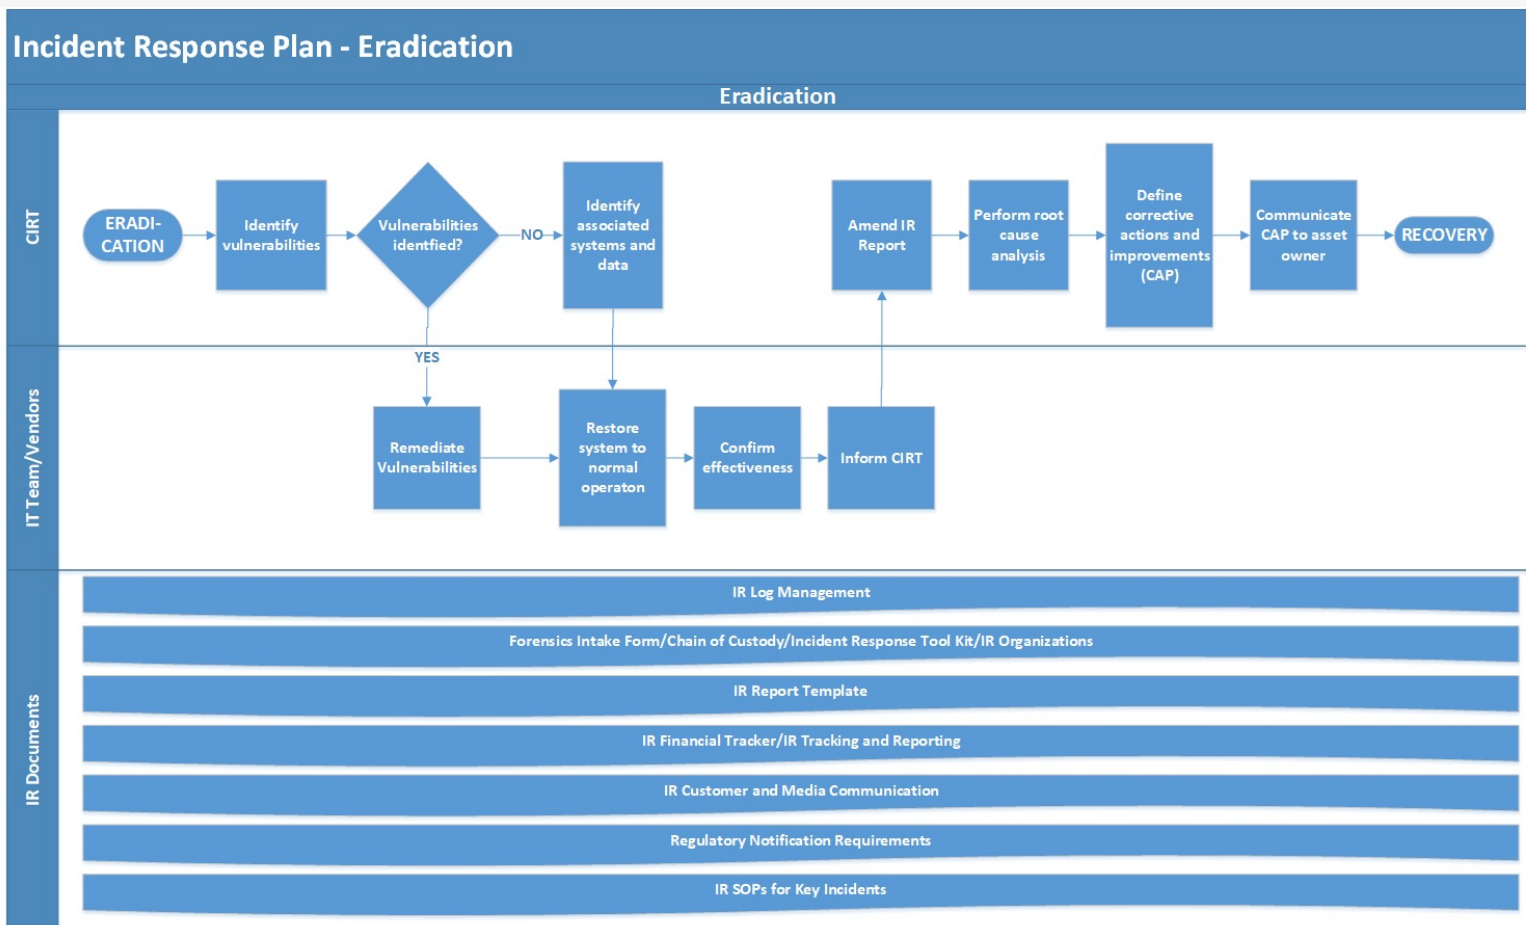 Incident Response Plan - Eradication
Eradication
CIRT
ERADI-
CATION
Identify
vulnerabilities
Vulnerabilities
identfied?
NO
Identify
associated
systems and
data
Amend IR
Report
Perform root
cause
analysis
Define
corrective
actions and
improvements
(CAP)
Communicate
CAP to asset
owner
RECOVERY
YES
IT Team/Vendors
Remediate
Vulnerabilities
Restore
system to
normal
operaton
Confirm
effectiveness
Inform CIRT
IR Documents
IR Log Management
Forensics Intake Form/Chain of Custody/Incident Response Tool Kit/IR Organizations
IR Report Template
IR Financial Tracker/IR Tracking and Reporting
IR Customer and Media Communication
Regulatory Notification Requirements
IR SOPs for Key Incidents